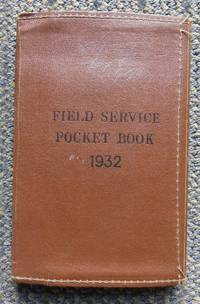 FIELD SERVICE
POCKET BOOK
1932